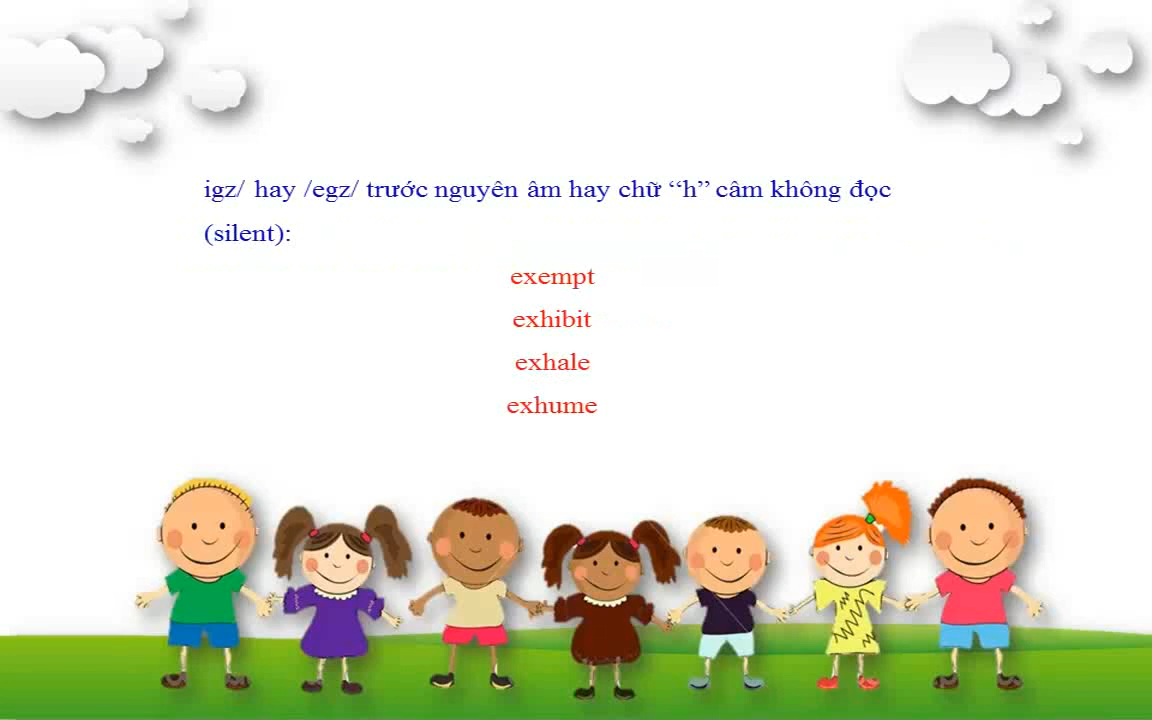 igz/ hay /egz/ trước nguyên âm hay chữ “h” câm không đọc
(silent):
exempt
exhibit
exhale
exhume